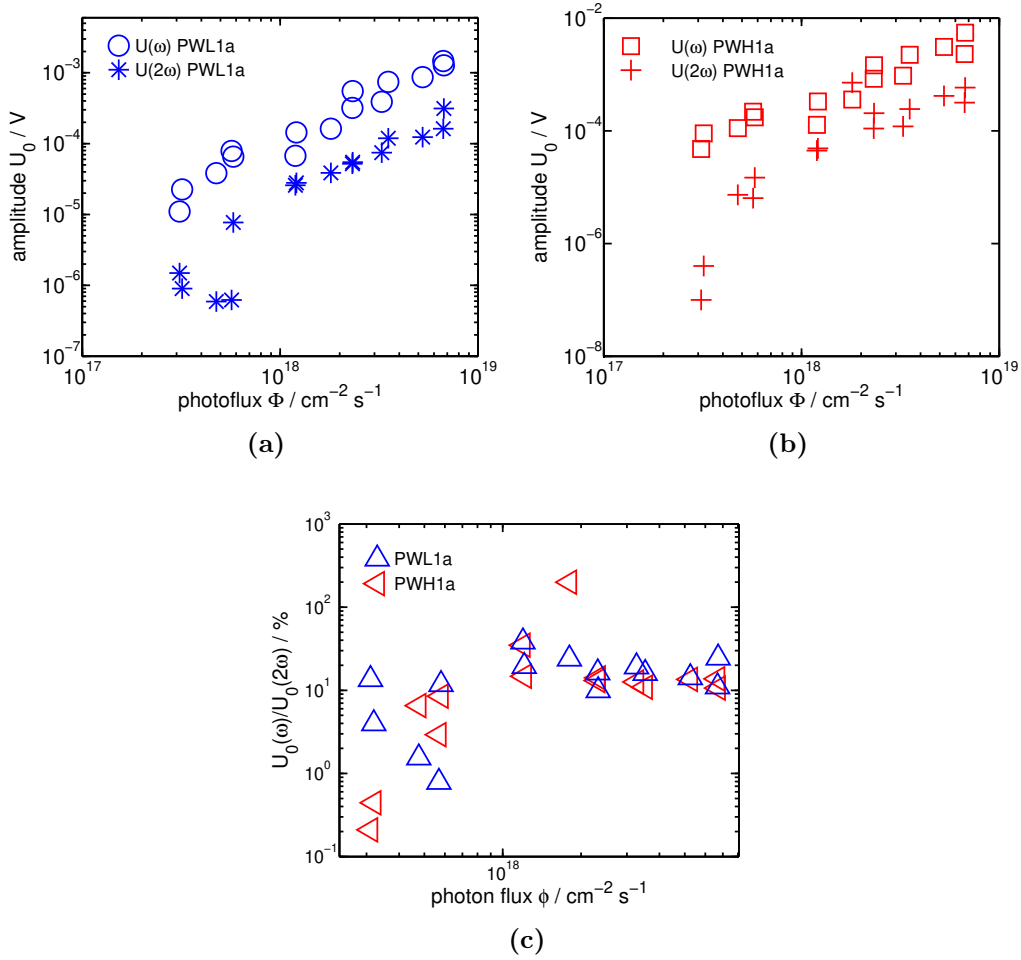 U(ω) PWL1a
U(2ω) PWL1a
amplitude U_0 / V
10^{-3}
10^{-4}
10^{-5}
10^{-6}
10^{-7}
10^{17}
10^{18}
10^{19}
photoflux Φ / cm^{-2} s^{-1}
(a)
U(ω) PWH1a
U(2ω) PWH1a
amplitude U_0 / V
10^{-2}
10^{-4}
10^{-6}
10^{-8}
10^{17}
10^{18}
10^{19}
photoflux Φ / cm^{-2} s^{-1}
(b)
PWL1a
PWH1a
U_0(ω)/U_0(2ω) / %
10^3
10^2
10^1
10^0
10^{-1}
10^{18}
photon flux ϕ / cm^{-2} s^{-1}
(c)